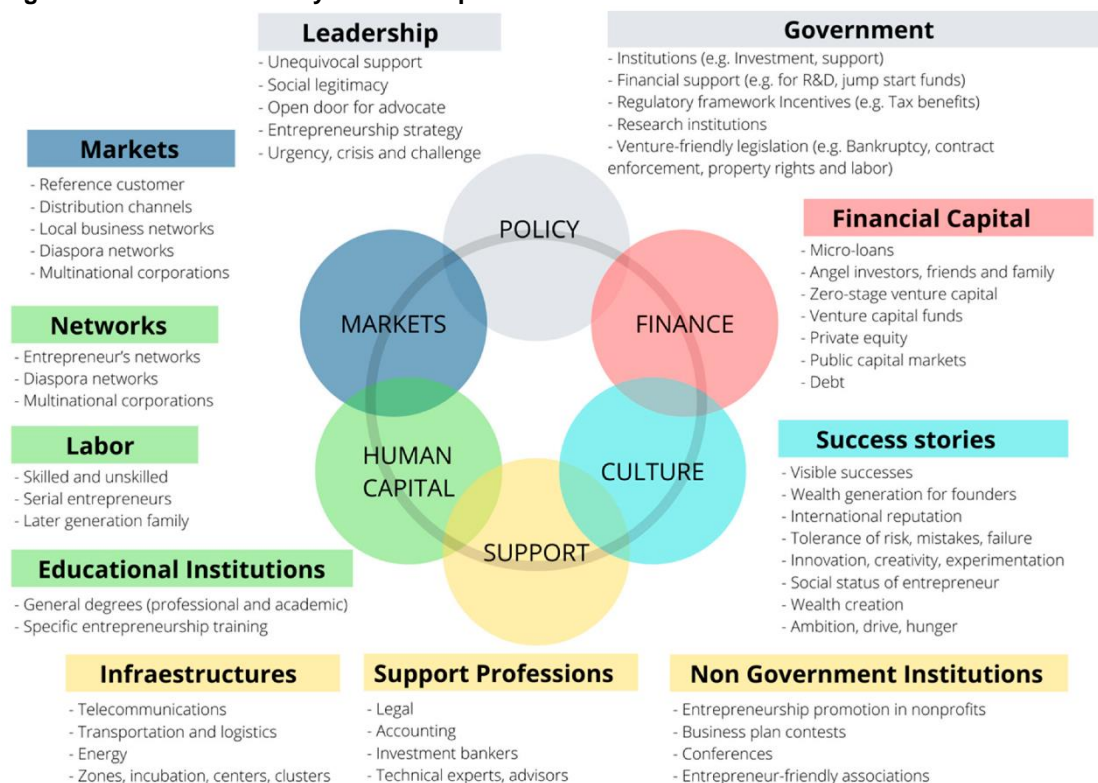 Leadership
- Unequivocal support
- Social legitimacy
- Open door for advocate
- Entrepreneurship strategy
- Urgency, crisis and challenge
Government
- Institutions (e.g. Investment, support)
- Financial support (e.g. for R&D, jump start funds)
- Regulatory framework Incentives (e.g. Tax benefits)
- Research institutions
- Venture-friendly legislation (e.g. Bankruptcy, contract
enforcement, property rights and labor)
Markets
- Reference customer
- Distribution channels
- Local business networks
- Diaspora networks
- Multinational corporations
POLICY
MARKETS
FINANCE
HUMAN
CAPITAL
CULTURE
SUPPORT
Financial Capital
- Micro-loans
- Angel investors, friends and family
- Zero-stage venture capital
- Venture capital funds
- Private equity
- Public capital markets
- Debt
Networks
- Entrepreneur's networks
- Diaspora networks
- Multinational corporations
Labor
- Skilled and unskilled
- Serial entrepreneurs
- Later generation family
Success stories
- Visible successes
- Wealth generation for founders
- International reputation
- Tolerance of risk, mistakes, failure
- Innovation, creativity, experimentation
- Social status of entrepreneur
- Wealth creation
- Ambition, drive, hunger
Educational Institutions
- General degrees (professional and academic)
- Specific entrepreneurship training
Infraestructures
- Telecommunications
- Transportation and logistics
- Energy
- Zones, incubation, centers, clusters
Support Professions
- Legal
- Accounting
- Investment bankers
- Technical experts, advisors
Non Government Institutions
- Entrepreneurship promotion in nonprofits
- Business plan contests
- Conferences
- Entrepreneur-friendly associations